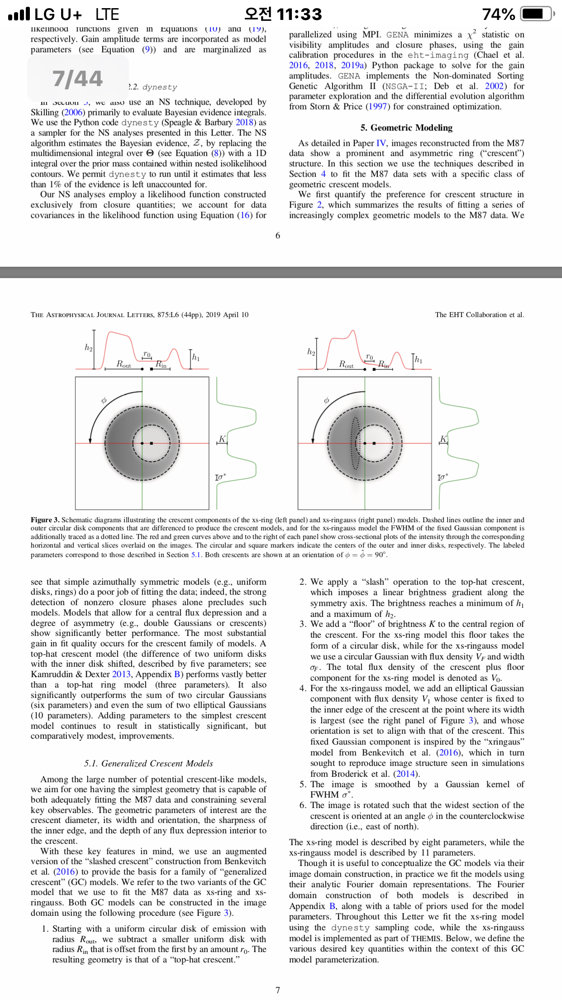 LG U+ LTE
오전 11:33
74%
likelihood functions given in Equations (10) and (19),
respectively. Gain amplitude terms are incorporated as model
parameters (see Equation (9)) and are marginalized as
7/44
2.2. dynesty
In Section 5, we also use an NS technique, developed by
Skilling (2006) primarily to evaluate Bayesian evidence integrals.
We use the Python code dynesty (Speagle & Barbary 2018) as
a sampler for the NS analyses presented in this Letter. The NS
algorithm estimates the Bayesian evidence, Z, by replacing the
multidimensional integral over Θ (see Equation (8)) with a 1D
integral over the prior mass contained within nested isolikelihood
contours. We permit dynesty to run until it estimates that less
than 1% of the evidence is left unaccounted for.
Our NS analyses employ a likelihood function constructed
exclusively from closure quantities; we account for data
covariances in the likelihood function using Equation (16) for
parallelized using MPI. GENA minimizes a χ² statistic on
visibility amplitudes and closure phases, using the gain
calibration procedures in the eht-imaging (Chael et al.
2016, 2018, 2019a) Python package to solve for the gain
amplitudes. GENA implements the Non-dominated Sorting
Genetic Algorithm II (NSGA-II; Deb et al. 2002) for
parameter exploration and the differential evolution algorithm
from Storn & Price (1997) for constrained optimization.
5. Geometric Modeling
As detailed in Paper IV, images reconstructed from the M87
data show a prominent and asymmetric ring (“crescent”)
structure. In this section we use the techniques described in
Section 4 to fit the M87 data sets with a specific class of
geometric crescent models.
We first quantify the preference for crescent structure in
Figure 2, which summarizes the results of fitting a series of
increasingly complex geometric models to the M87 data. We
6
THE ASTROPHYSICAL JOURNAL LETTERS, 875:L6 (44pp), 2019 April 10
The EHT Collaboration et al.
h₂
r₀
h₁
R_out
R_in
ϕ
K
σ*
h₂
r₀
h₁
R_out
R_in
ϕ
K
σ*
Figure 3. Schematic diagrams illustrating the crescent components of the xs-ring (left panel) and xs-ringauss (right panel) models. Dashed lines outline the inner and
outer circular disk components that are differenced to produce the crescent models, and for the xs-ringauss model the FWHM of the fixed Gaussian component is
additionally traced as a dotted line. The red and green curves above and to the right of each panel show cross-sectional plots of the intensity through the corresponding
horizontal and vertical slices overlaid on the images. The circular and square markers indicate the centers of the outer and inner disks, respectively. The labeled
parameters correspond to those described in Section 5.1. Both crescents are shown at an orientation of ϕ = ϕ̂ = 90°.
see that simple azimuthally symmetric models (e.g., uniform
disks, rings) do a poor job of fitting the data; indeed, the strong
detection of nonzero closure phases alone precludes such
models. Models that allow for a central flux depression and a
degree of asymmetry (e.g., double Gaussians or crescents)
show significantly better performance. The most substantial
gain in fit quality occurs for the crescent family of models. A
top-hat crescent model (the difference of two uniform disks
with the inner disk shifted, described by five parameters; see
Kamruddin & Dexter 2013, Appendix B) performs vastly better
than a top-hat ring model (three parameters). It also
significantly outperforms the sum of two circular Gaussians
(six parameters) and even the sum of two elliptical Gaussians
(10 parameters). Adding parameters to the simplest crescent
model continues to result in statistically significant, but
comparatively modest, improvements.
5.1. Generalized Crescent Models
Among the large number of potential crescent-like models,
we aim for one having the simplest geometry that is capable of
both adequately fitting the M87 data and constraining several
key observables. The geometric parameters of interest are the
crescent diameter, its width and orientation, the sharpness of
the inner edge, and the depth of any flux depression interior to
the crescent.
With these key features in mind, we use an augmented
version of the “slashed crescent” construction from Benkevitch
et al. (2016) to provide the basis for a family of “generalized
crescent” (GC) models. We refer to the two variants of the GC
model that we use to fit the M87 data as xs-ring and xs-
ringauss. Both GC models can be constructed in the image
domain using the following procedure (see Figure 3).
1. Starting with a uniform circular disk of emission with
radius R_out, we subtract a smaller uniform disk with
radius R_in that is offset from the first by an amount r₀. The
resulting geometry is that of a “top-hat crescent.”
2. We apply a “slash” operation to the top-hat crescent,
which imposes a linear brightness gradient along the
symmetry axis. The brightness reaches a minimum of h₁
and a maximum of h₂.
3. We add a “floor” of brightness K to the central region of
the crescent. For the xs-ring model this floor takes the
form of a circular disk, while for the xs-ringauss model
we use a circular Gaussian with flux density V_F and width
σ_F. The total flux density of the crescent plus floor
component for the xs-ring model is denoted as V₀.
4. For the xs-ringauss model, we add an elliptical Gaussian
component with flux density V₁ whose center is fixed to
the inner edge of the crescent at the point where its width
is largest (see the right panel of Figure 3), and whose
orientation is set to align with that of the crescent. This
fixed Gaussian component is inspired by the “xringaus”
model from Benkevitch et al. (2016), which in turn
sought to reproduce image structure seen in simulations
from Broderick et al. (2014).
5. The image is smoothed by a Gaussian kernel of
FWHM σ*.
6. The image is rotated such that the widest section of the
crescent is oriented at an angle ϕ in the counterclockwise
direction (i.e., east of north).
The xs-ring model is described by eight parameters, while the
xs-ringauss model is described by 11 parameters.
Though it is useful to conceptualize the GC models via their
image domain construction, in practice we fit the models using
their analytic Fourier domain representations. The Fourier
domain construction of both models is described in
Appendix B, along with a table of priors used for the model
parameters. Throughout this Letter we fit the xs-ring model
using the dynesty sampling code, while the xs-ringauss
model is implemented as part of THEMIS. Below, we define the
various desired key quantities within the context of this GC
model parameterization.
7